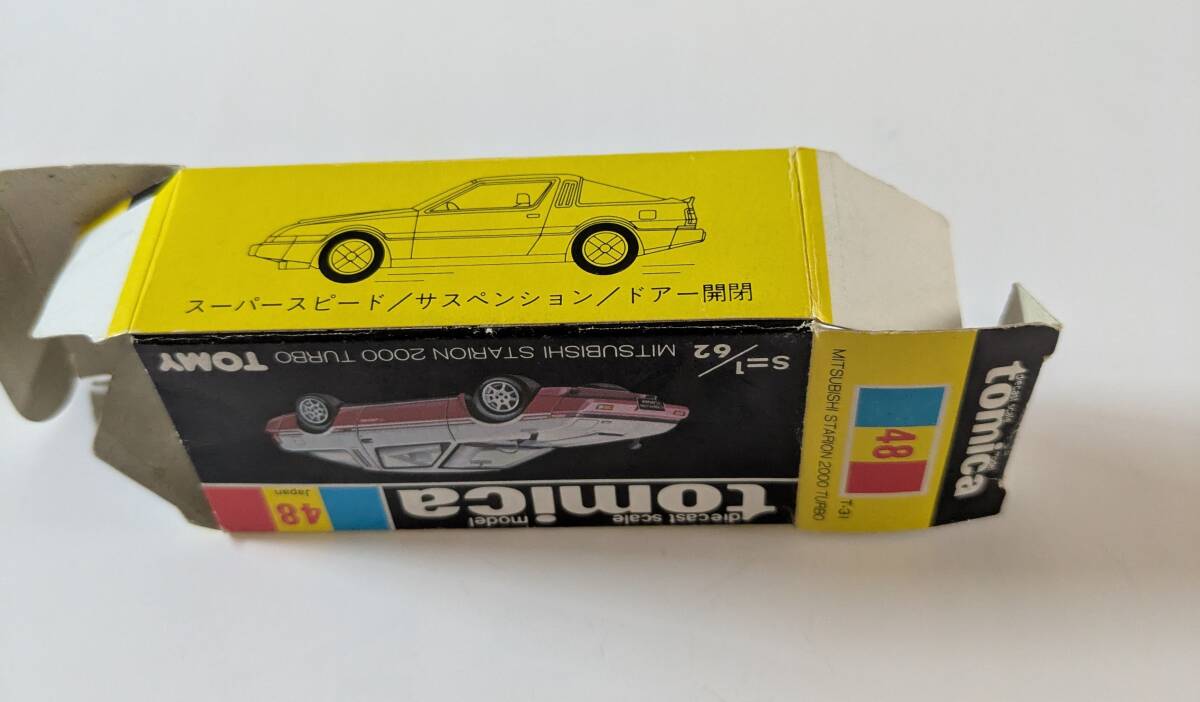 スーパースピード/サスペンション/ドアー開閉
S=1/62
MITSUBISHI STARION 2000 TURBO TOMY
diecast scale model
tomica
48
Japan
MITSUBISHI STARION 2000 TURBO
T-31
48
tomica